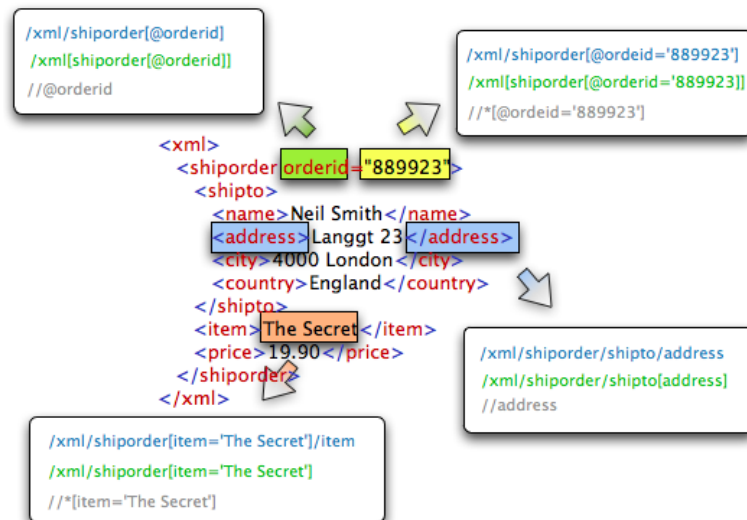 /xml/shiporder[@orderid]
/xml[shiporder[@orderid]]
//@orderid
/xml/shiporder[@ordeid='889923']
/xml[shiporder[@orderid='889923']]
//*[@ordeid='889923']
<xml>
<shiporder orderid="889923">
<shipto>
<name>Neil Smith</name>
<address>Langgt 23</address>
<city>4000 London</city>
<country>England</country>
</shipto>
<item>The Secret</item>
<price>19.90</price>
</shiporder>
</xml>
/xml/shiporder/shipto/address
/xml/shiporder/shipto[address]
//address
/xml/shiporder[item='The Secret']/item
/xml/shiporder[item='The Secret']
//*[item='The Secret']